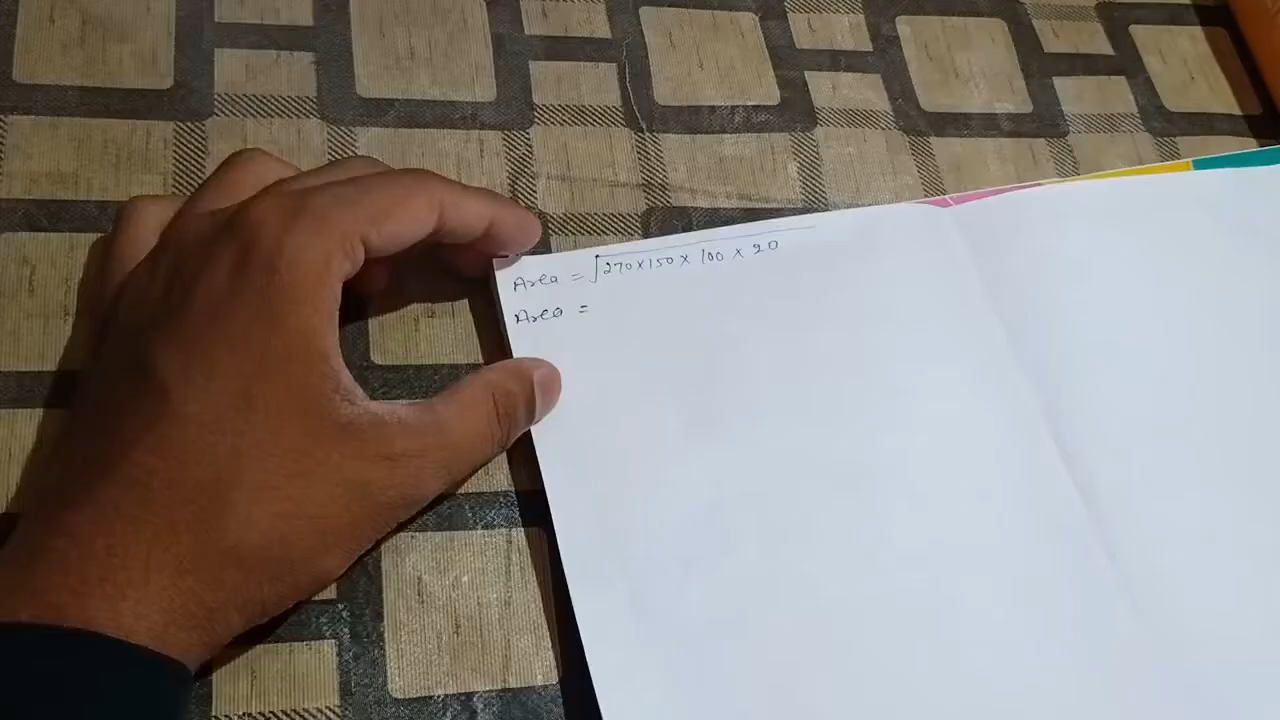 Area = √270×150×100×20
Area =